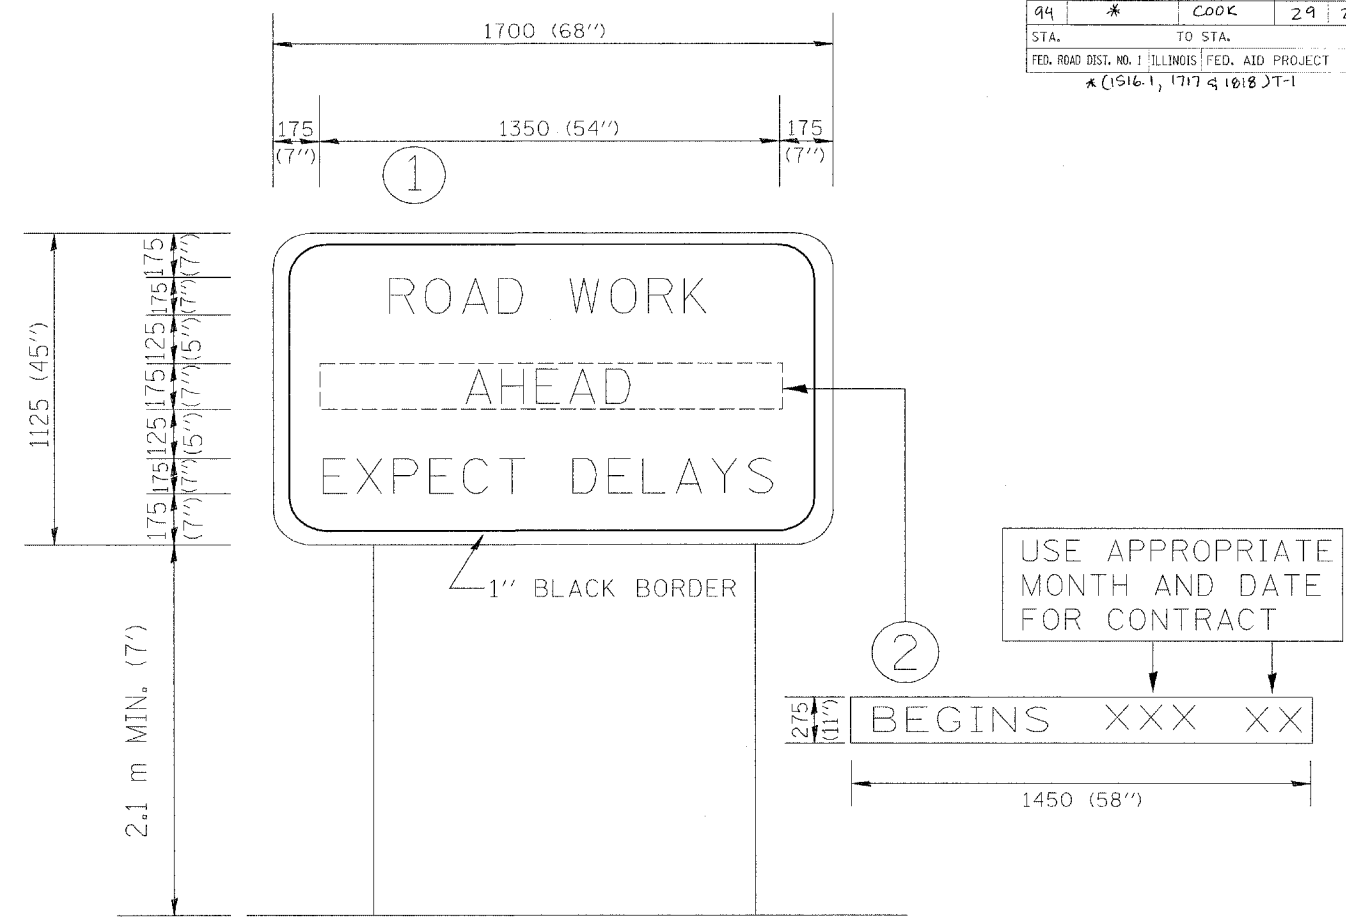 94 * COOK 29
STA. TO STA.
FED. ROAD DIST. NO. 1 ILLINOIS FED. AID PROJECT
* (1516.1, 1717 & 1818) T-1
1700 (68")
175 (7")
1350 (54")
175 (7")
1
1125 (45")
175 (7")
175 (7")
125 (5")
175 (7")
125 (5")
175 (7")
175 (7")
ROAD WORK
AHEAD
EXPECT DELAYS
1" BLACK BORDER
2.1 m MIN. (7')
USE APPROPRIATE
MONTH AND DATE
FOR CONTRACT
2
275 (11")
BEGINS XXX XX
1450 (58")